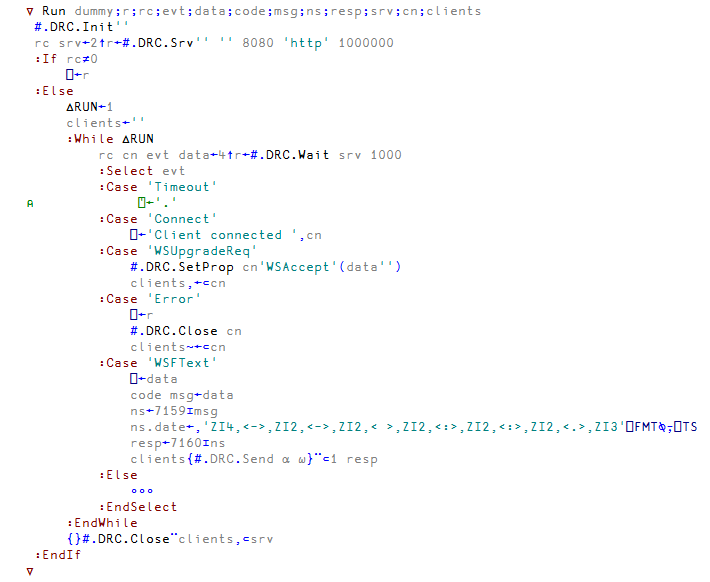 ∇ Run dummy;r;rc;evt;data;code;msg;ns;resp;srv;cn;clients
#.DRC.Init''
rc srv←2↑r←#.DRC.Srv'' '' 8080 'http' 1000000
:If rc≠0
⎕←r
:Else
∆RUN←1
clients←''
:While ∆RUN
rc cn evt data←4↑r←#.DRC.Wait srv 1000
:Select evt
:Case 'Timeout'
⍝ ⍞←'.'
:Case 'Connect'
⎕←'Client connected ',cn
:Case 'WSUpgradeReq'
#.DRC.SetProp cn'WSAccept'(data'')
clients,←⊂cn
:Case 'Error'
⎕←r
#.DRC.Close cn
clients~←⊂cn
:Case 'WSFText'
⎕←data
code msg←data
ns←7159⌶msg
ns.date←,'ZI4,<->,ZI2,<->,ZI2,< >,ZI2,<:>,ZI2,<:>,ZI2,<.>,ZI3'⎕FMT⍉⍪⎕TS
resp←7160⌶ns
clients{#.DRC.Send ⍺ ⍵}¨⊂1 resp
:Else
∘∘∘
:EndSelect
:EndWhile
{}#.DRC.Close¨clients,⊂srv
:EndIf
∇